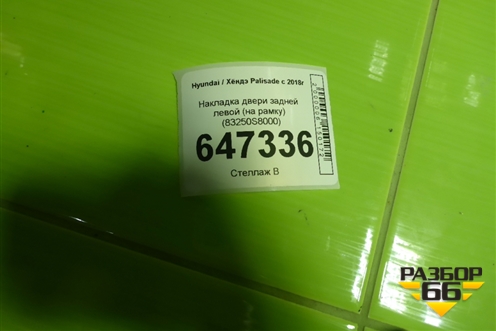 Hyundai / Хёндэ Palisade с 2018г
Накладка двери задней
левой (на рамку)
(83250S8000)
647336
Стеллаж В
РАЗБОР
66